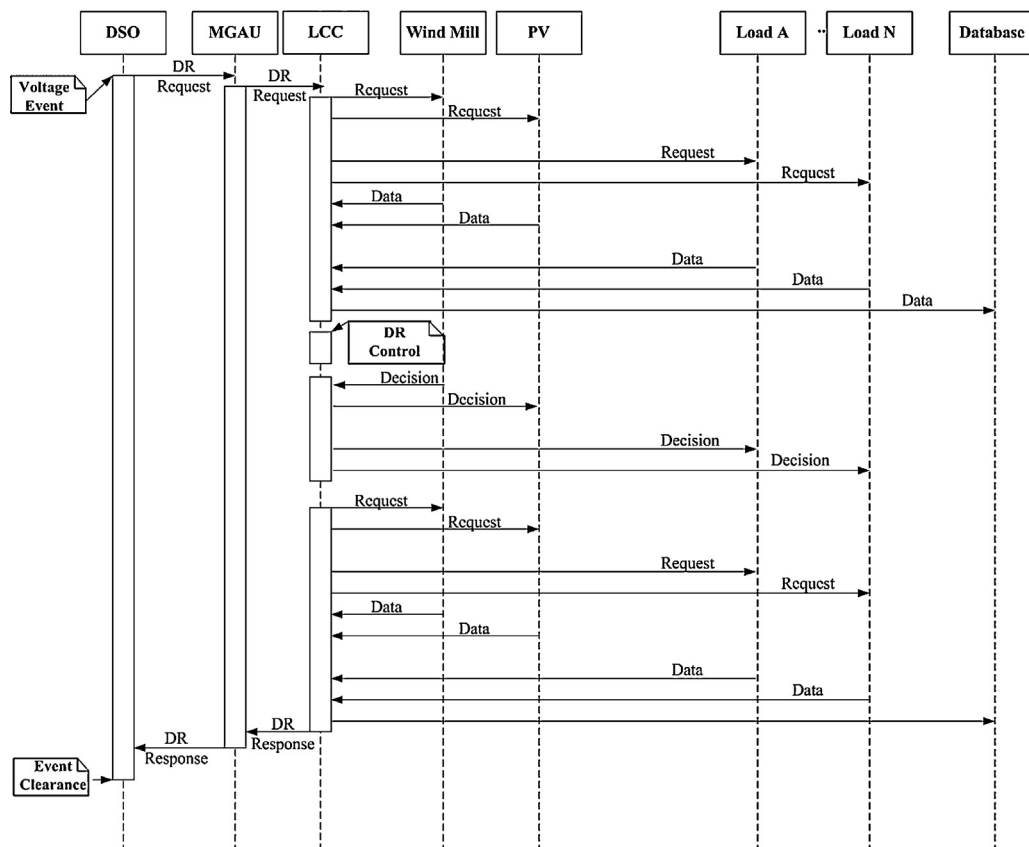 DSO MGAU LCC Wind Mill PV Load A .. Load N Database
Voltage
Event
DR
Request
DR
Request
Request
Request
Request
Request
Data
Data
Data
Data
Data
DR
Control
Decision
Decision
Decision
Decision
Request
Request
Request
Request
Data
Data
Data
Data
DR
Response
DR
Response
Event
Clearance